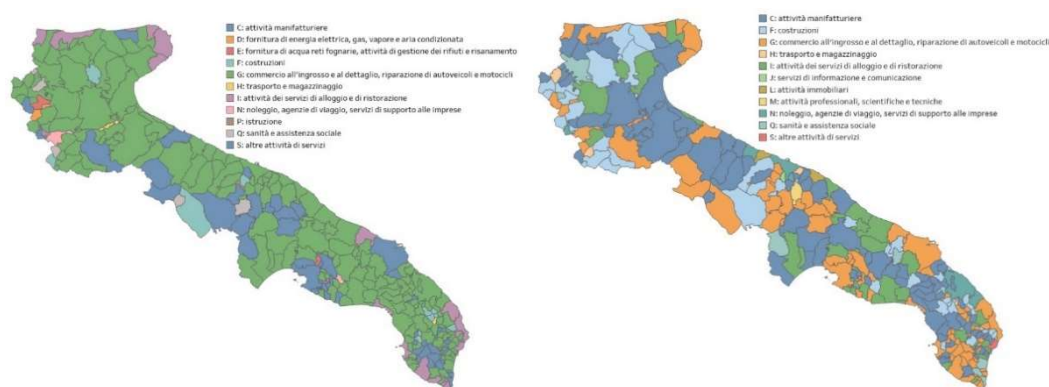 C: attività manifatturiere
D: fornitura di energia elettrica, gas, vapore e aria condizionata
E: fornitura di acqua reti fognarie, attività di gestione dei rifiuti e risanamento
F: costruzioni
G: commercio all'ingrosso e al dettaglio, riparazione di autoveicoli e motocicli
H: trasporto e magazzinaggio
I: attività dei servizi di alloggio e di ristorazione
N: noleggio, agenzie di viaggio, servizi di supporto alle imprese
P: istruzione
Q: sanità e assistenza sociale
S: altre attività di servizi
C: attività manifatturiere
F: costruzioni
G: commercio all'ingrosso e al dettaglio, riparazione di autoveicoli e motocicli
H: trasporto e magazzinaggio
I: attività dei servizi di alloggio e di ristorazione
J: servizi di informazione e comunicazione
L: attività immobiliari
M: attività professionali, scientifiche e tecniche
N: noleggio, agenzie di viaggio, servizi di supporto alle imprese
Q: sanità e assistenza sociale
S: altre attività di servizi